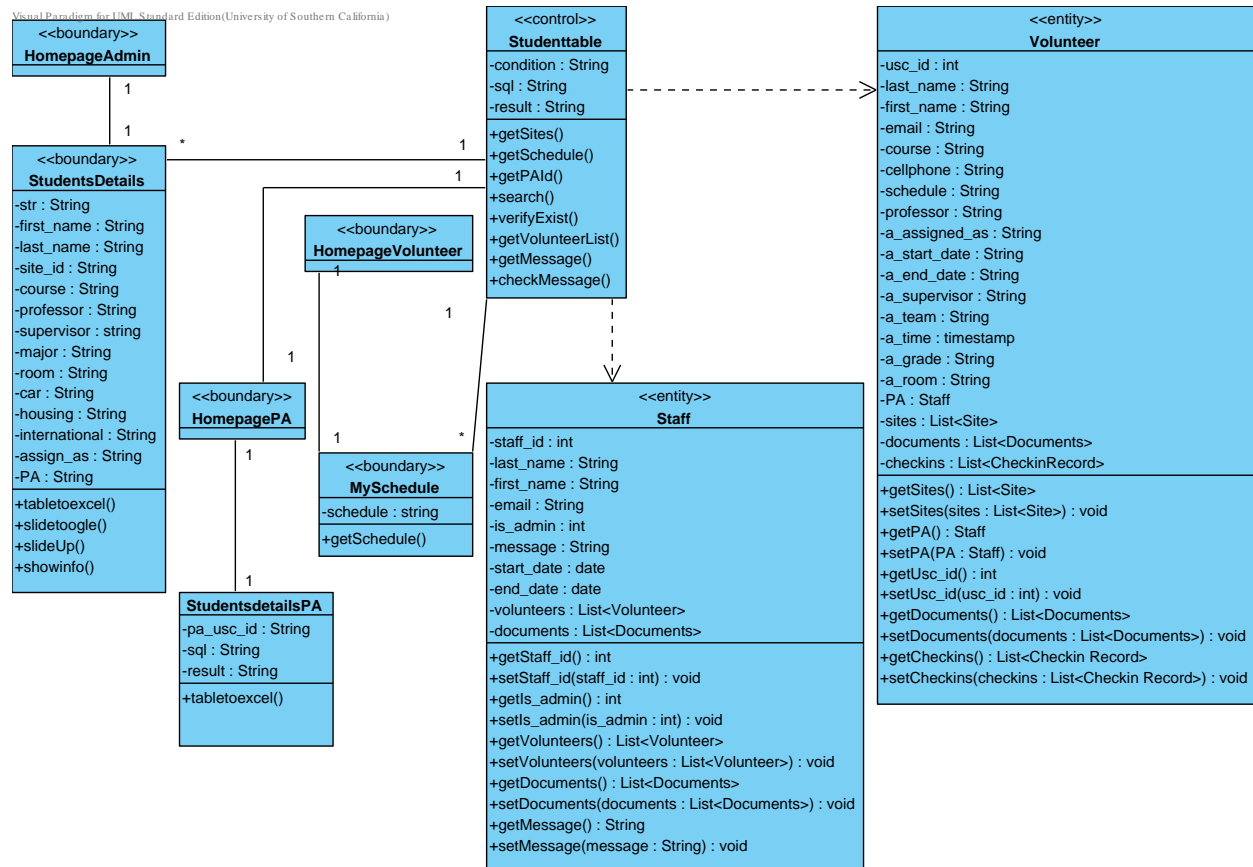 Visual Paradigm for UML Standard Edition(University of Southern California)
<<boundary>>
HomepageAdmin
1
1
<<boundary>>
StudentsDetails
-str : String
-first_name : String
-last_name : String
-site_id : String
-course : String
-professor : String
-supervisor : string
-major : String
-room : String
-car : String
-housing : String
-international : String
-assign_as : String
-PA : String
+tabletoexcel()
+slidetoogle()
+slideUp()
+showinfo()
*
1
1
1
<<boundary>>
HomepageVolunteer
1
1
<<boundary>>
HomepagePA
1
1
<<boundary>>
MySchedule
-schedule : string
+getSchedule()
1
*
StudentsdetailsPA
-pa_usc_id : String
-sql : String
-result : String
+tabletoexcel()
<<control>>
Studenttable
-condition : String
-sql : String
-result : String
+getSites()
+getSchedule()
+getPAId()
+search()
+verifyExist()
+getVolunteerList()
+getMessage()
+checkMessage()
<<entity>>
Staff
-staff_id : int
-last_name : String
-first_name : String
-email : String
-is_admin : int
-message : String
-start_date : date
-end_date : date
-volunteers : List<Volunteer>
-documents : List<Documents>
+getStaff_id() : int
+setStaff_id(staff_id : int) : void
+getIs_admin() : int
+setIs_admin(is_admin : int) : void
+getVolunteers() : List<Volunteer>
+setVolunteers(volunteers : List<Volunteer>) : void
+getDocuments() : List<Documents>
+setDocuments(documents : List<Documents>) : void
+getMessage() : String
+setMessage(message : String) : void
<<entity>>
Volunteer
-usc_id : int
-last_name : String
-first_name : String
-email : String
-course : String
-cellphone : String
-schedule : String
-professor : String
-a_assigned_as : String
-a_start_date : String
-a_end_date : String
-a_supervisor : String
-a_team : String
-a_time : timestamp
-a_grade : String
-a_room : String
-PA : Staff
-sites : List<Site>
-documents : List<Documents>
-checkins : List<CheckinRecord>
+getSites() : List<Site>
+setSites(sites : List<Site>) : void
+getPA() : Staff
+setPA(PA : Staff) : void
+getUsc_id() : int
+setUsc_id(usc_id : int) : void
+getDocuments() : List<Documents>
+setDocuments(documents : List<Documents>) : void
+getCheckins() : List<Checkin Record>
+setCheckins(checkins : List<Checkin Record>) : void